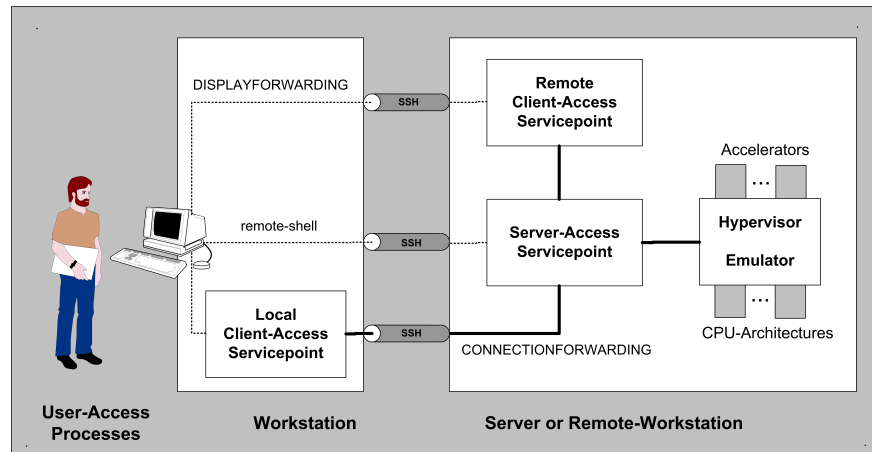 DISPLAYFORWARDING
SSH
Remote
Client-Access
Servicepoint
Accelerators
...
remote-shell
SSH
Server-Access
Servicepoint
Hypervisor
Emulator
Local
Client-Access
Servicepoint
SSH
CONNECTIONFORWARDING
...
CPU-Architectures
User-Access
Processes
Workstation
Server or Remote-Workstation